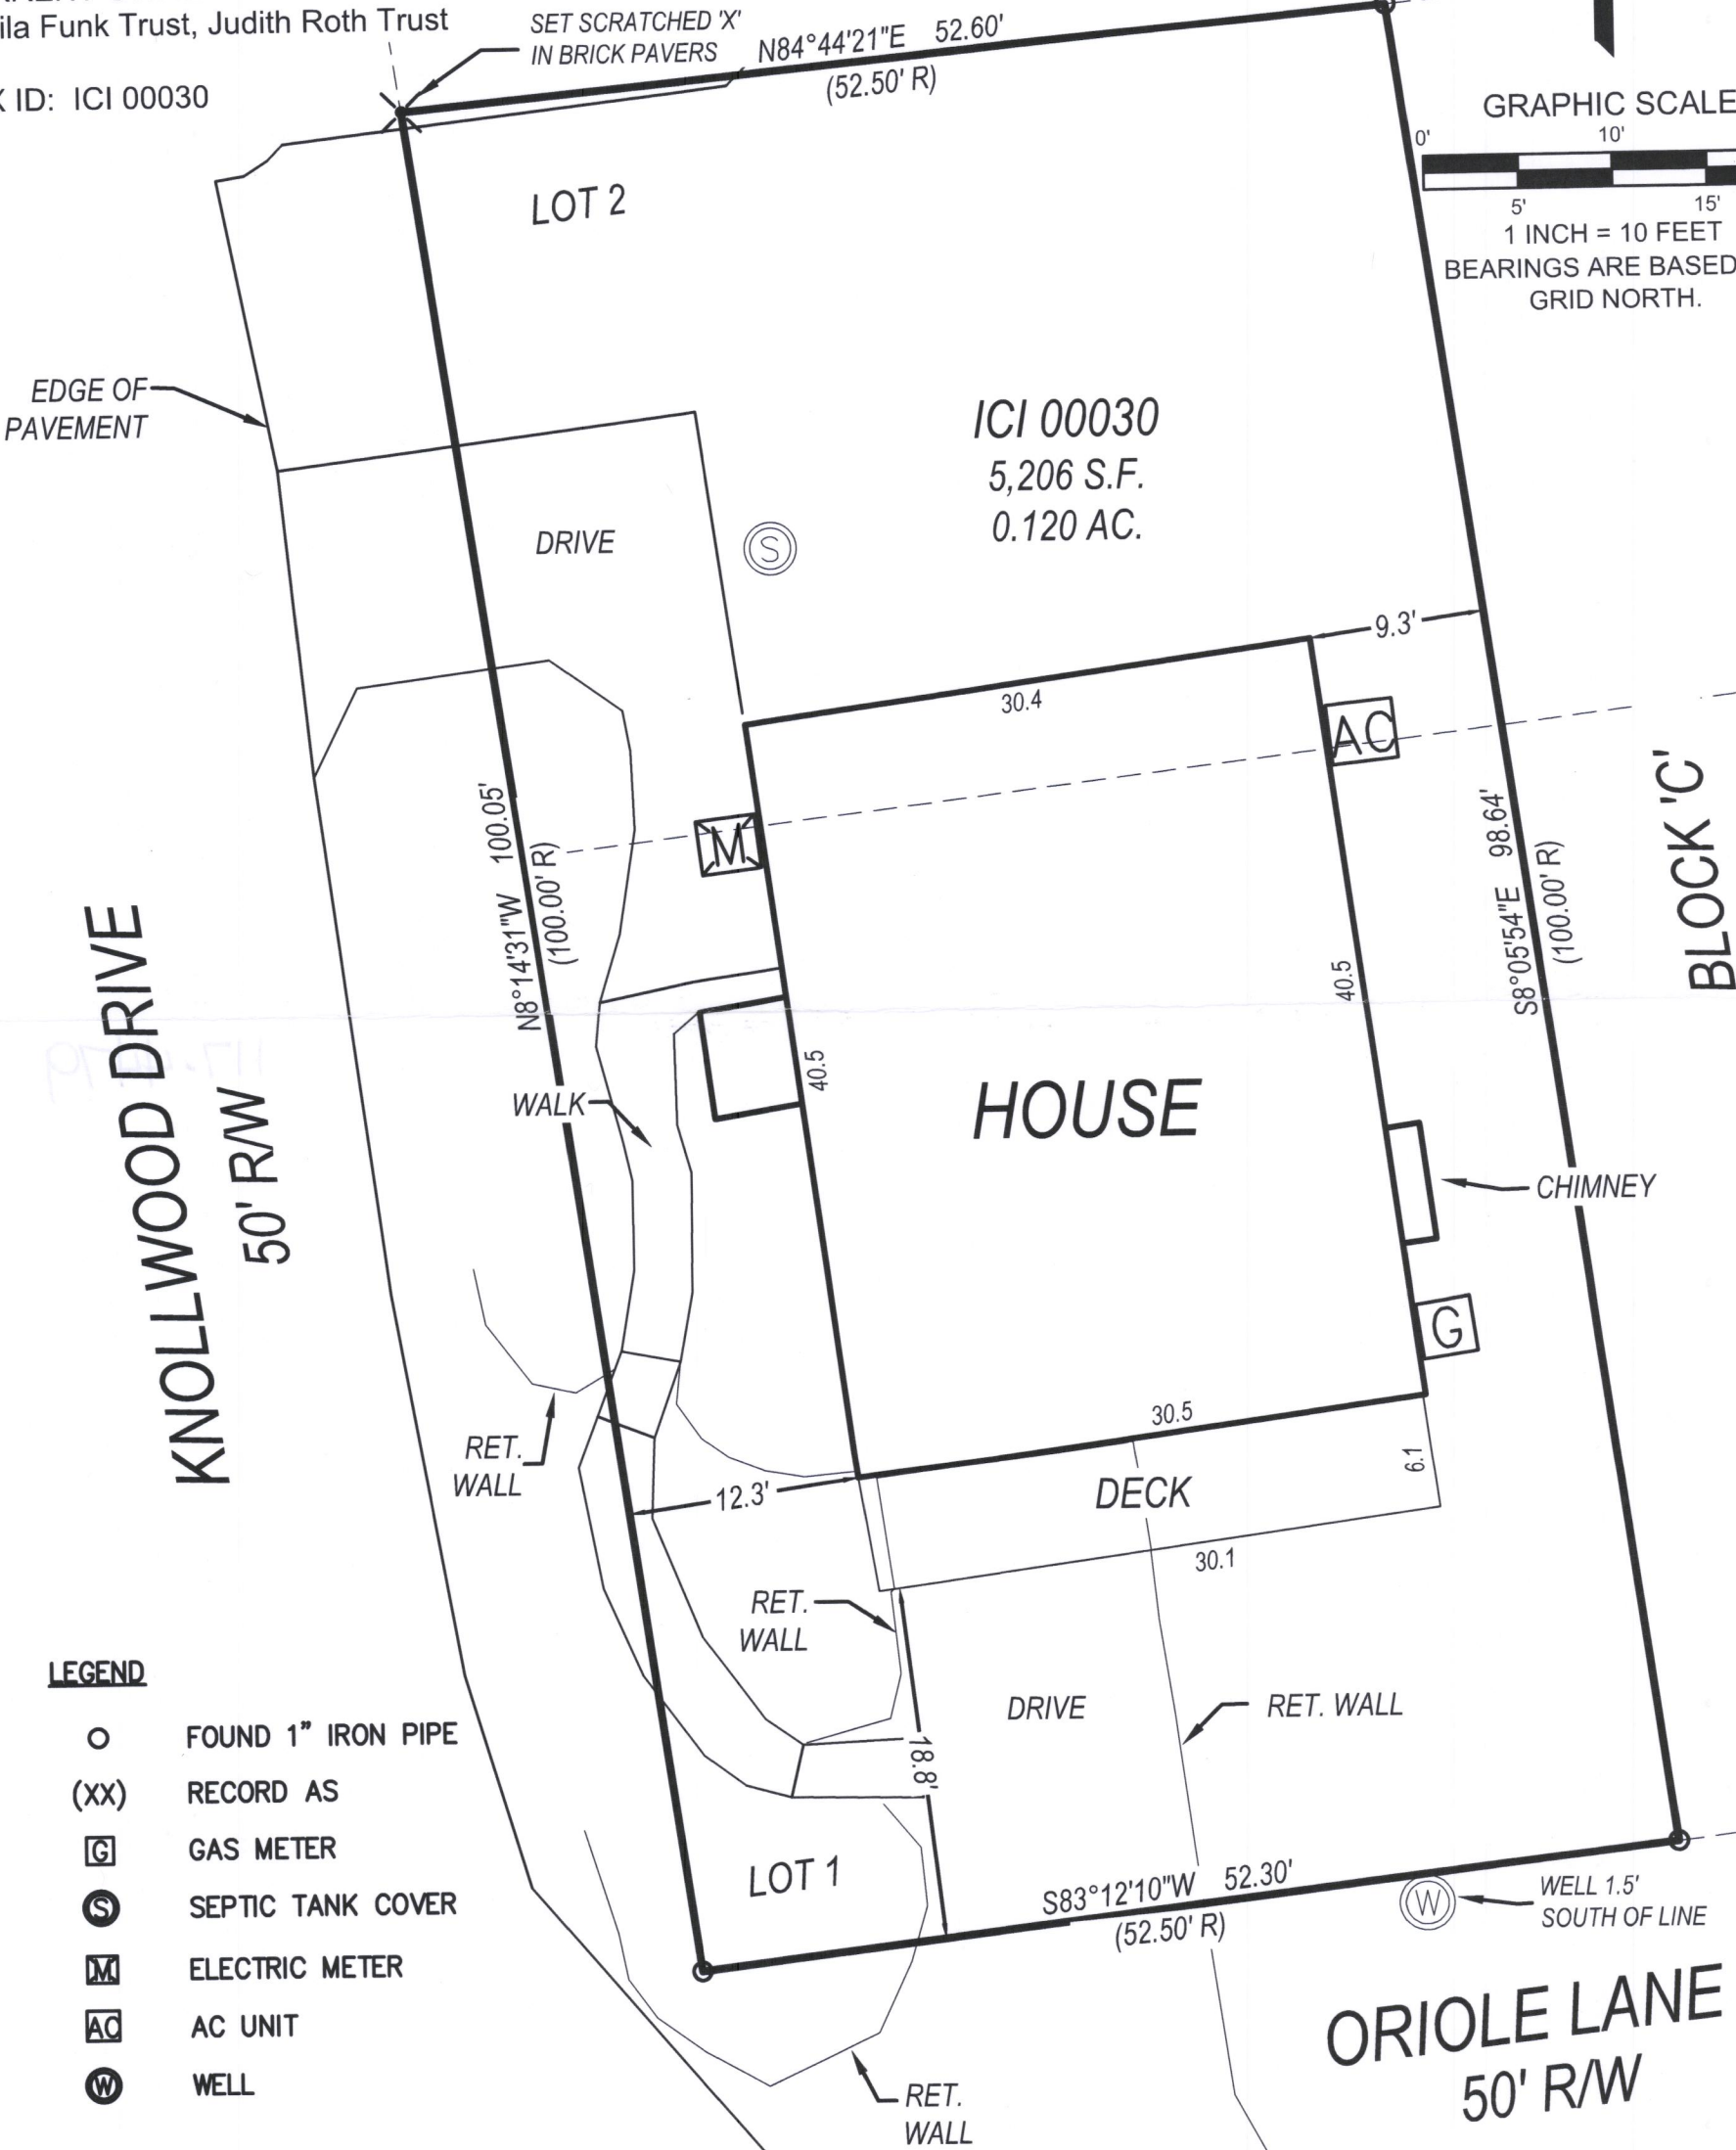 ila Funk Trust, Judith Roth Trust
ID: ICI 00030
SET SCRATCHED 'X'
IN BRICK PAVERS
N84°44'21"E 52.60'
(52.50' R)
GRAPHIC SCALE
0'
10'
5'
15'
1 INCH = 10 FEET
BEARINGS ARE BASED
GRID NORTH.
LOT 2
EDGE OF
PAVEMENT
ICI 00030
5,206 S.F.
0.120 AC.
DRIVE
S
9.3'
30.4
AC
M
N8°14'31"W 100.05'
(100.00' R)
S8°05'54"E 98.64'
(100.00' R)
BLOCK 'C'
KNOLLWOOD DRIVE
50' R/W
40.5
40.5
WALK
HOUSE
CHIMNEY
G
30.5
RET.
WALL
12.3'
DECK
6.1
30.1
RET.
WALL
DRIVE
RET. WALL
18.8'
LOT 1
S83°12'10"W 52.30'
(52.50' R)
W
WELL 1.5'
SOUTH OF LINE
ORIOLE LANE
50' R/W
RET.
WALL
LEGEND
FOUND 1" IRON PIPE
(XX) RECORD AS
G GAS METER
S SEPTIC TANK COVER
M ELECTRIC METER
AC AC UNIT
W WELL